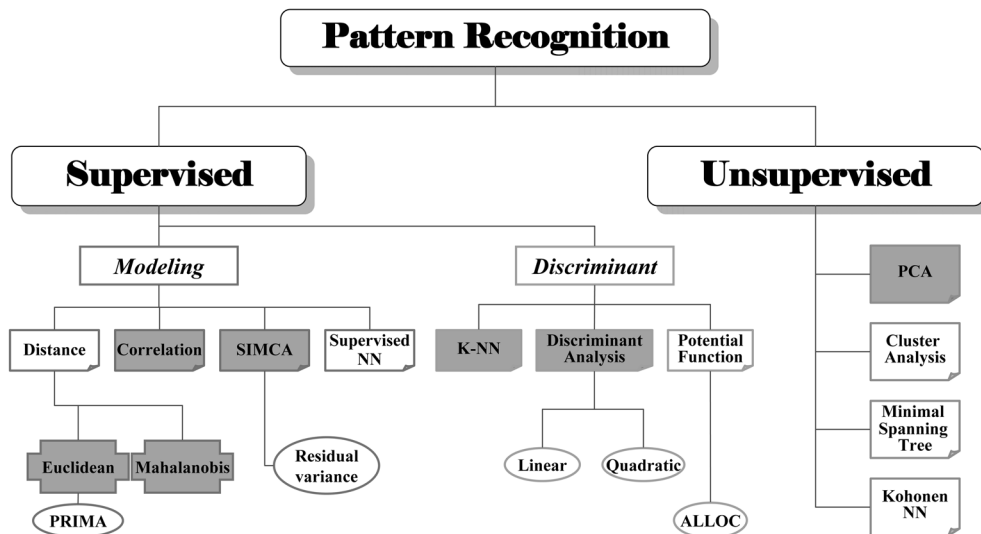 Pattern Recognition
Supervised
Unsupervised
Modeling
Discriminant
PCA
Distance
Correlation
SIMCA
Supervised
NN
K-NN
Discriminant
Analysis
Potential
Function
Cluster
Analysis
Minimal
Spanning
Tree
Euclidean
Mahalanobis
Residual
variance
Linear
Quadratic
Kohonen
NN
PRIMA
ALLOC